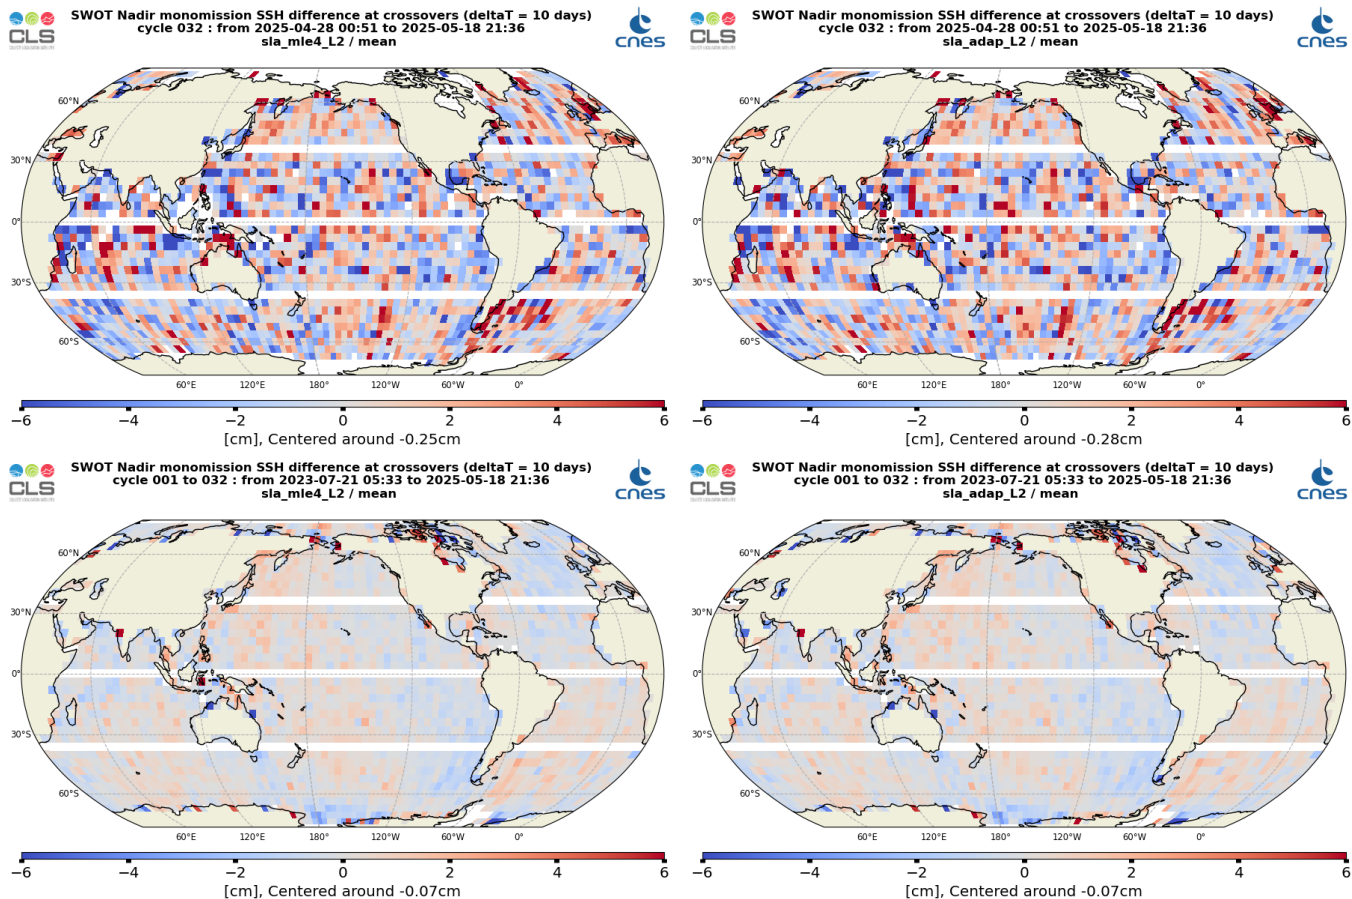 SWOT Nadir monomission SSH difference at crossovers (deltaT = 10 days)
cycle 032 : from 2025-04-28 00:51 to 2025-05-18 21:36
sla_mle4_L2 / mean
CLS
cnes
60°N
30°N
0°
30°S
60°S
60°E 120°E 180° 120°W 60°W 0°
−6 −4 −2 0 2 4 6
[cm], Centered around -0.25cm
SWOT Nadir monomission SSH difference at crossovers (deltaT = 10 days)
cycle 032 : from 2025-04-28 00:51 to 2025-05-18 21:36
sla_adap_L2 / mean
CLS
cnes
60°N
30°N
0°
30°S
60°S
60°E 120°E 180° 120°W 60°W 0°
−6 −4 −2 0 2 4 6
[cm], Centered around -0.28cm
SWOT Nadir monomission SSH difference at crossovers (deltaT = 10 days)
cycle 001 to 032 : from 2023-07-21 05:33 to 2025-05-18 21:36
sla_mle4_L2 / mean
CLS
cnes
60°N
30°N
0°
30°S
60°S
60°E 120°E 180° 120°W 60°W 0°
−6 −4 −2 0 2 4 6
[cm], Centered around -0.07cm
SWOT Nadir monomission SSH difference at crossovers (deltaT = 10 days)
cycle 001 to 032 : from 2023-07-21 05:33 to 2025-05-18 21:36
sla_adap_L2 / mean
CLS
cnes
60°N
30°N
0°
30°S
60°S
60°E 120°E 180° 120°W 60°W 0°
−6 −4 −2 0 2 4 6
[cm], Centered around -0.07cm